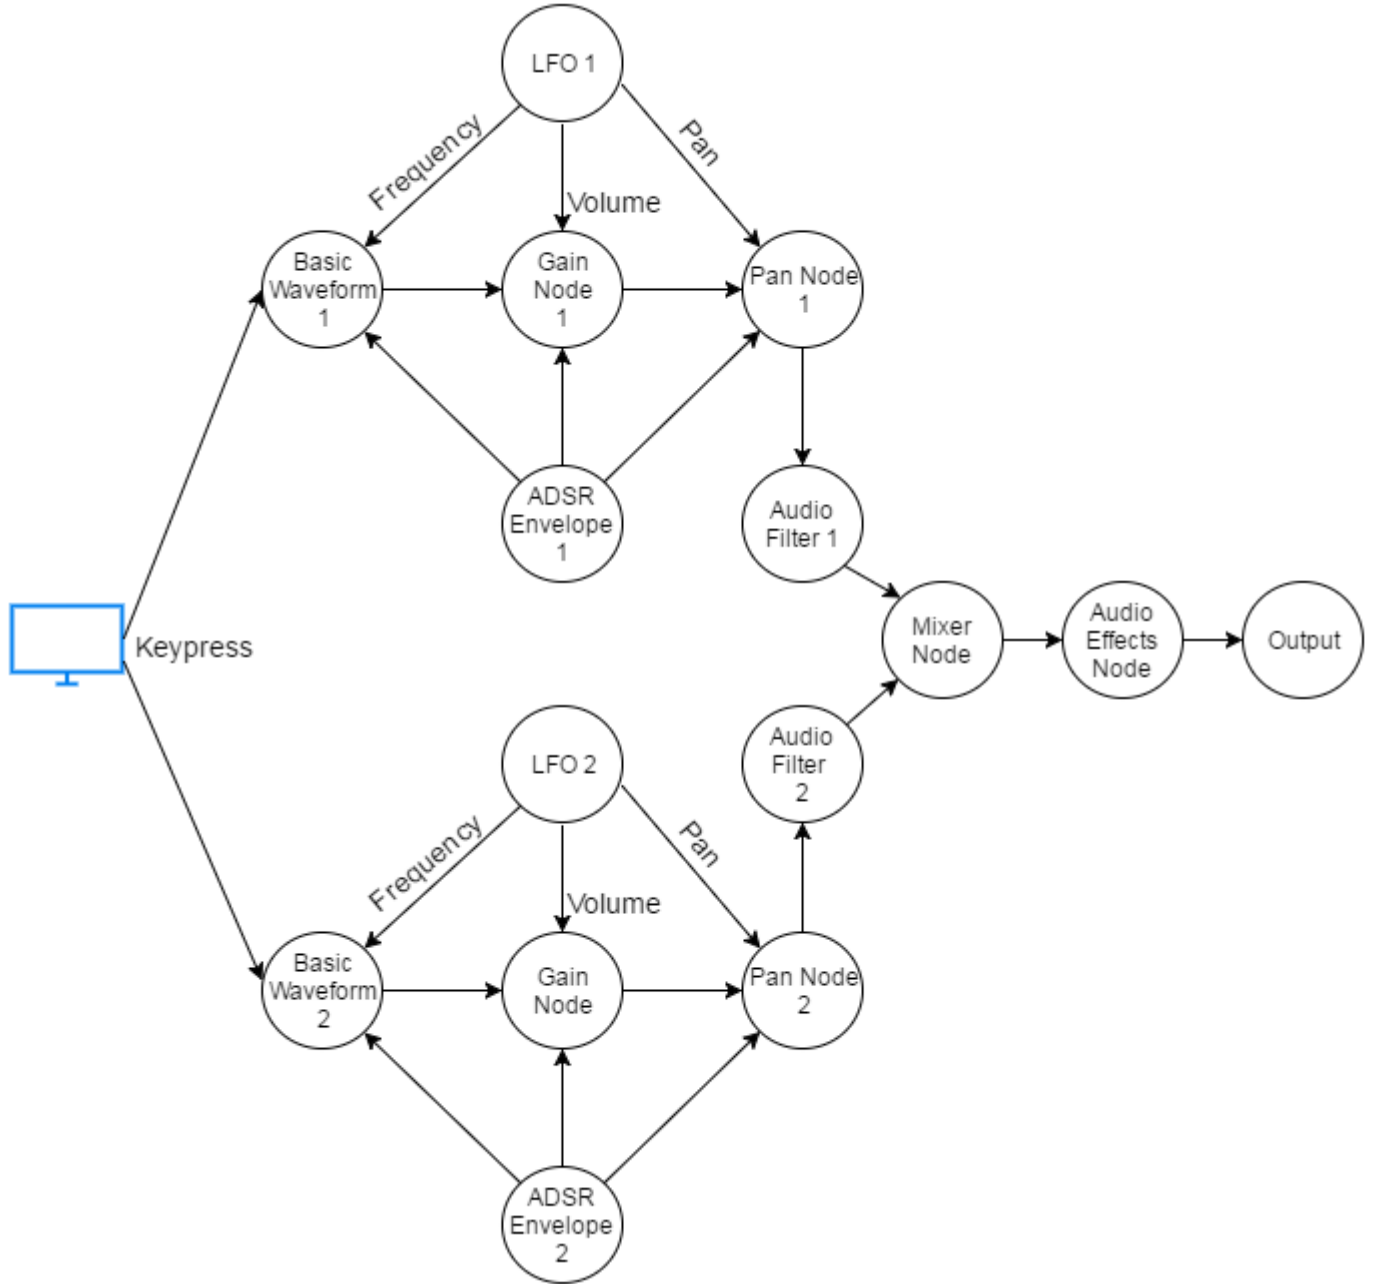 LFO 1
Frequency
Pan
Volume
Basic
Waveform
1
Gain
Node
1
Pan Node
1
ADSR
Envelope
1
Audio
Filter 1
Keypress
Mixer
Node
Audio
Effects
Node
Output
LFO 2
Audio
Filter
2
Frequency
Pan
Volume
Basic
Waveform
2
Gain
Node
Pan Node
2
ADSR
Envelope
2